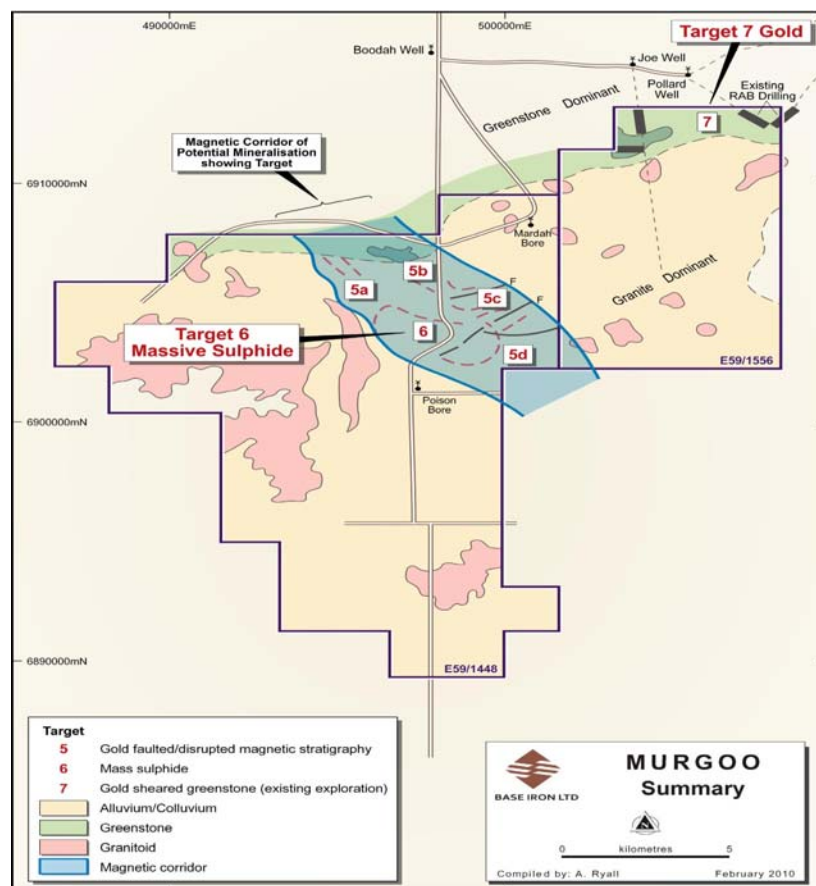 490000mE
500000mE
Target 7 Gold
Boodah Well
Joe Well
Pollard
Well
Existing
RAB Drilling
Greenstone Dominant
7
Magnetic Corridor of
Potential Mineralisation
showing Target
6910000mN
Mardah
Bore
5b
5a
F
5c
F
Granite Dominant
Target 6
Massive Sulphide
6
5d
E59/1556
Poison
Bore
6900000mN
6890000mN
E59/1448
Target
5 Gold faulted/disrupted magnetic stratigraphy
6 Mass sulphide
7 Gold sheared greenstone (existing exploration)
Alluvium/Colluvium
Greenstone
Granitoid
Magnetic corridor
BASE IRON LTD
MURGOO
Summary
N
0 kilometres 5
Compiled by: A. Ryall February 2010